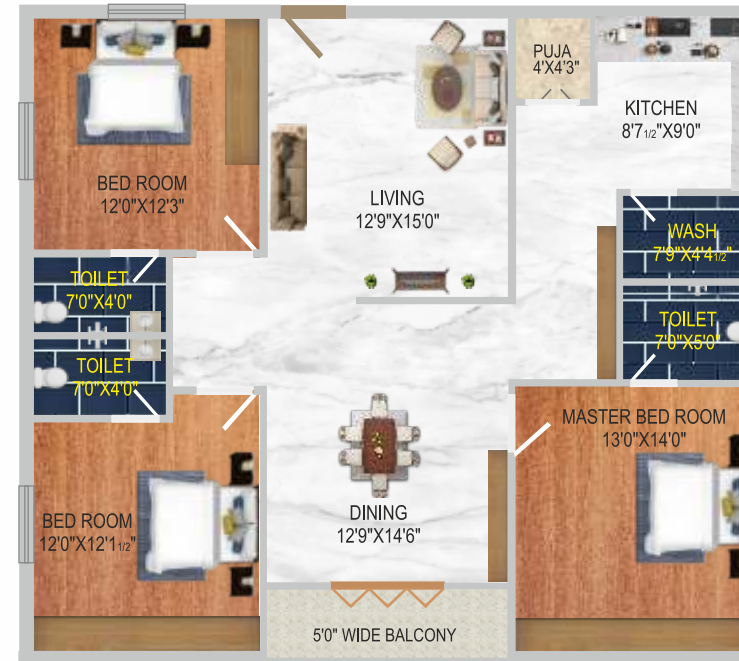 PUJA
4'X4'3"
KITCHEN
8'7 1/2"X9'0"
BED ROOM
12'0"X12'3"
LIVING
12'9"X15'0"
WASH
7'9"X4'4 1/2"
TOILET
7'0"X4'0"
TOILET
7'0"X5'0"
TOILET
7'0"X4'0"
MASTER BED ROOM
13'0"X14'0"
BED ROOM
12'0"X12'1 1/2"
DINING
12'9"X14'6"
5'0" WIDE BALCONY